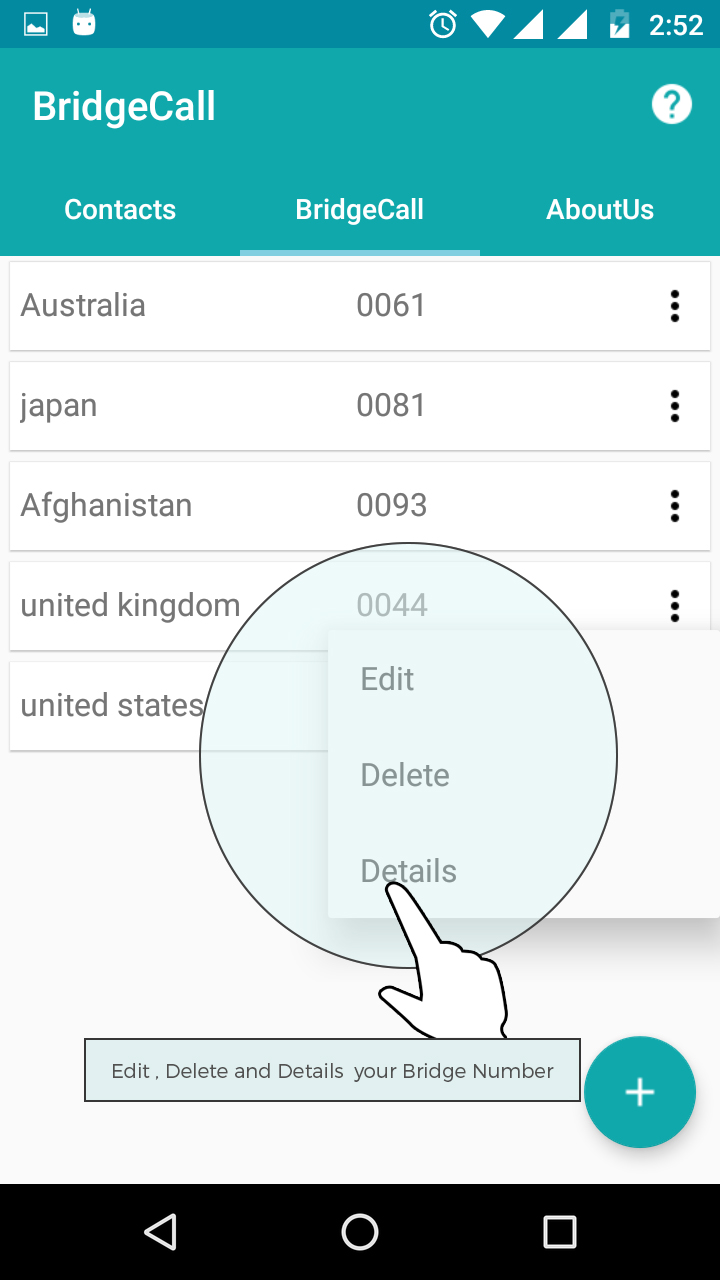 2:52
BridgeCall
Contacts BridgeCall AboutUs
Australia 0061
japan 0081
Afghanistan 0093
united kingdom 0044
Edit
united states
Delete
Details
Edit , Delete and Details your Bridge Number